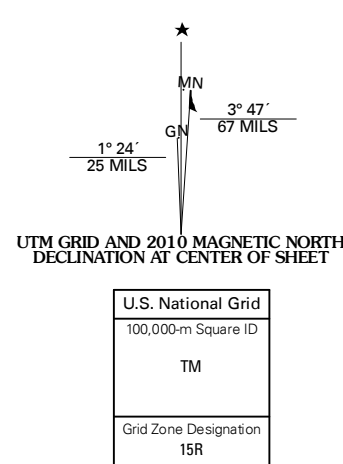 MN
GN
3° 47´
67 MILS
1° 24´
25 MILS
UTM GRID AND 2010 MAGNETIC NORTH
DECLINATION AT CENTER OF SHEET
U.S. National Grid
100,000-m Square ID
TM
Grid Zone Designation
15R